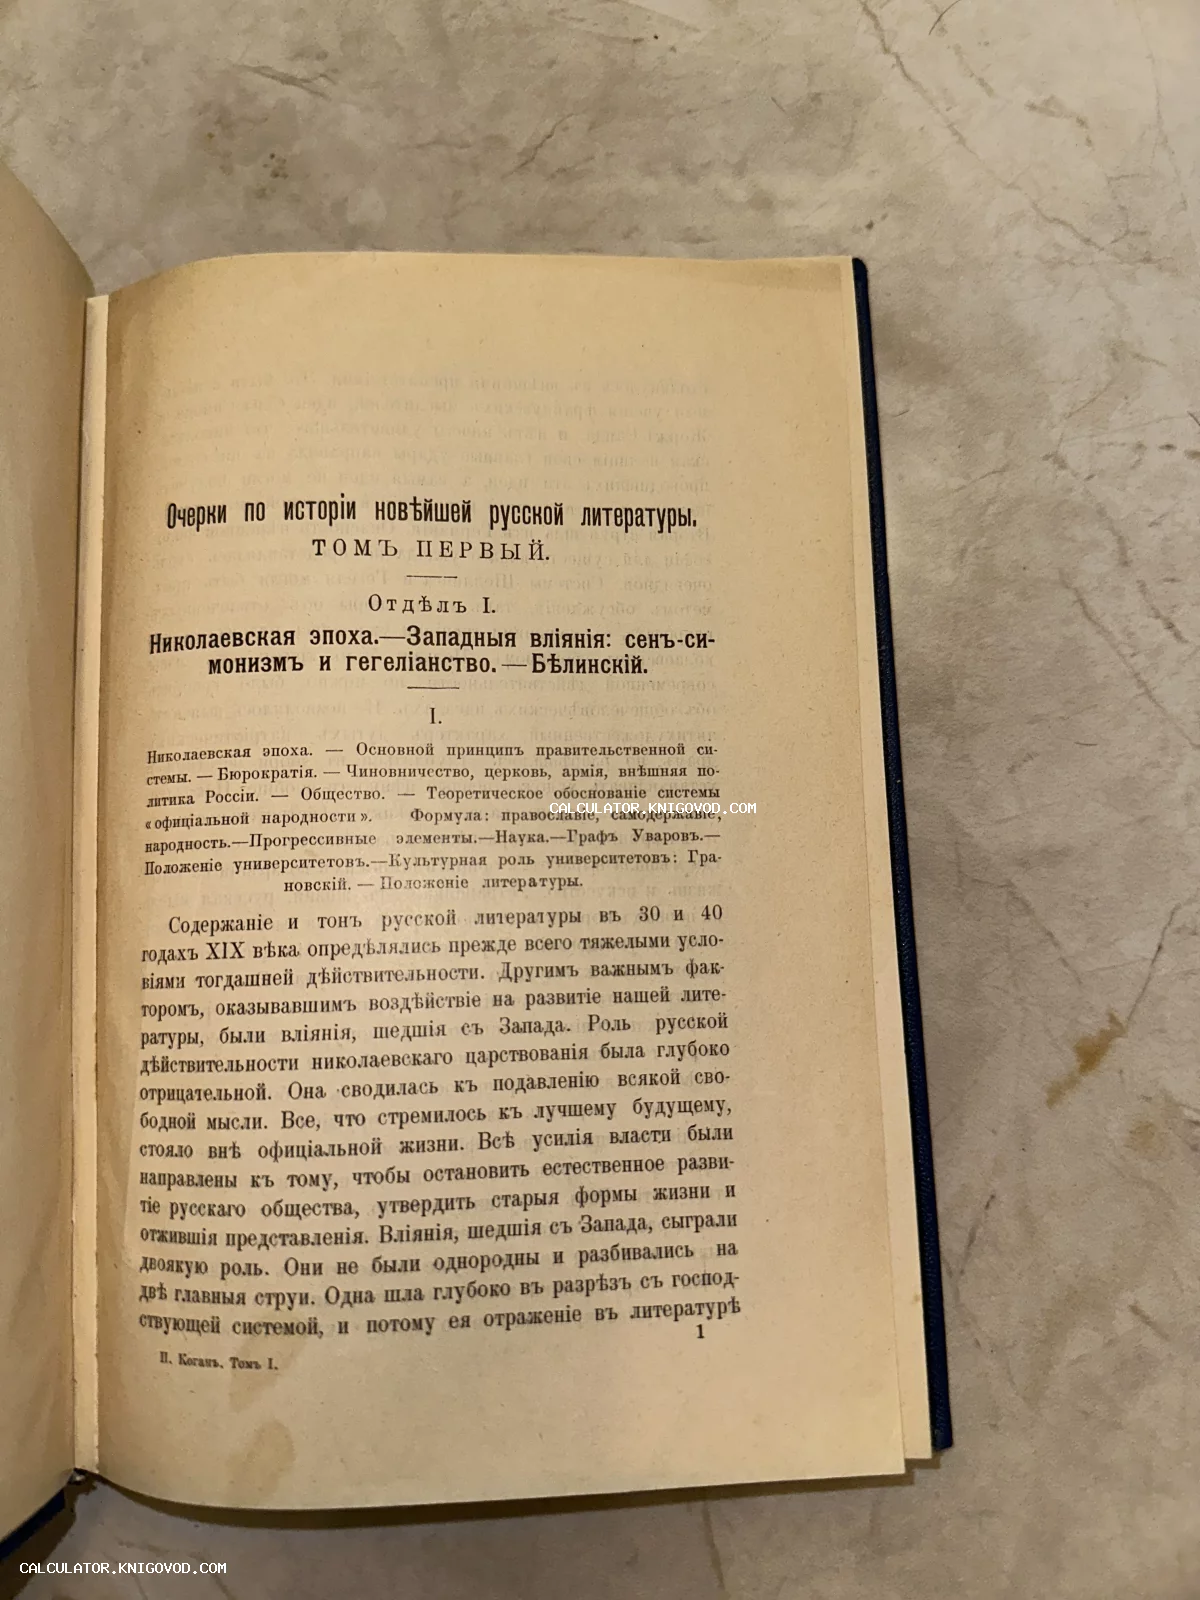 Очерки по исторіи новѣйшей русской литературы.
ТОМЪ ПЕРВЫЙ.
Отдѣлъ I.
Николаевская эпоха.—Западныя вліянія: сенъ-си-
монизмъ и гегеліанство.—Бѣлинскій.
I.
Николаевская эпоха. — Основной принципъ правительственной си-
стемы. — Бюрократія. — Чиновничество, церковь, армія, внѣшняя по-
литика Россіи. — Общество. — Теоретическое обоснованіе системы
CALCULATOR.KNIGOVOD.COM
«официальной народности». Формула: православіе, самодержавіе,
народность.—Прогрессивные элементы.—Наука.—Графъ Уваровъ.—
Положеніе университетовъ.—Культурная роль университетовъ: Гра-
новскій. — Положеніе литературы.
Содержаніе и тонъ русской литературы въ 30 и 40
годахъ XIX вѣка опредѣлялись прежде всего тяжелыми усло-
віями тогдашней дѣйствительности. Другимъ важнымъ фак-
торомъ, оказывавшимъ воздѣйствіе на развитіе нашей лите-
ратуры, были вліянія, шедшія съ Запада. Роль русской
дѣйствительности николаевскаго царствованія была глубоко
отрицательной. Она сводилась къ подавленію всякой сво-
бодной мысли. Все, что стремилось къ лучшему будущему,
стояло внѣ офиціальной жизни. Всѣ усилія власти были
направлены къ тому, чтобы остановить естественное разви-
тіе русскаго общества, утвердить старыя формы жизни и
отжившія представленія. Вліянія, шедшія съ Запада, сыграли
двоякую роль. Они не были однородны и разбивались на
двѣ главныя струи. Одна шла глубоко въ разрѣзъ съ господ-
ствующей системой, и потому ея отраженіе въ литературѣ
1
П. Коганъ. Томъ I.
CALCULATOR.KNIGOVOD.COM